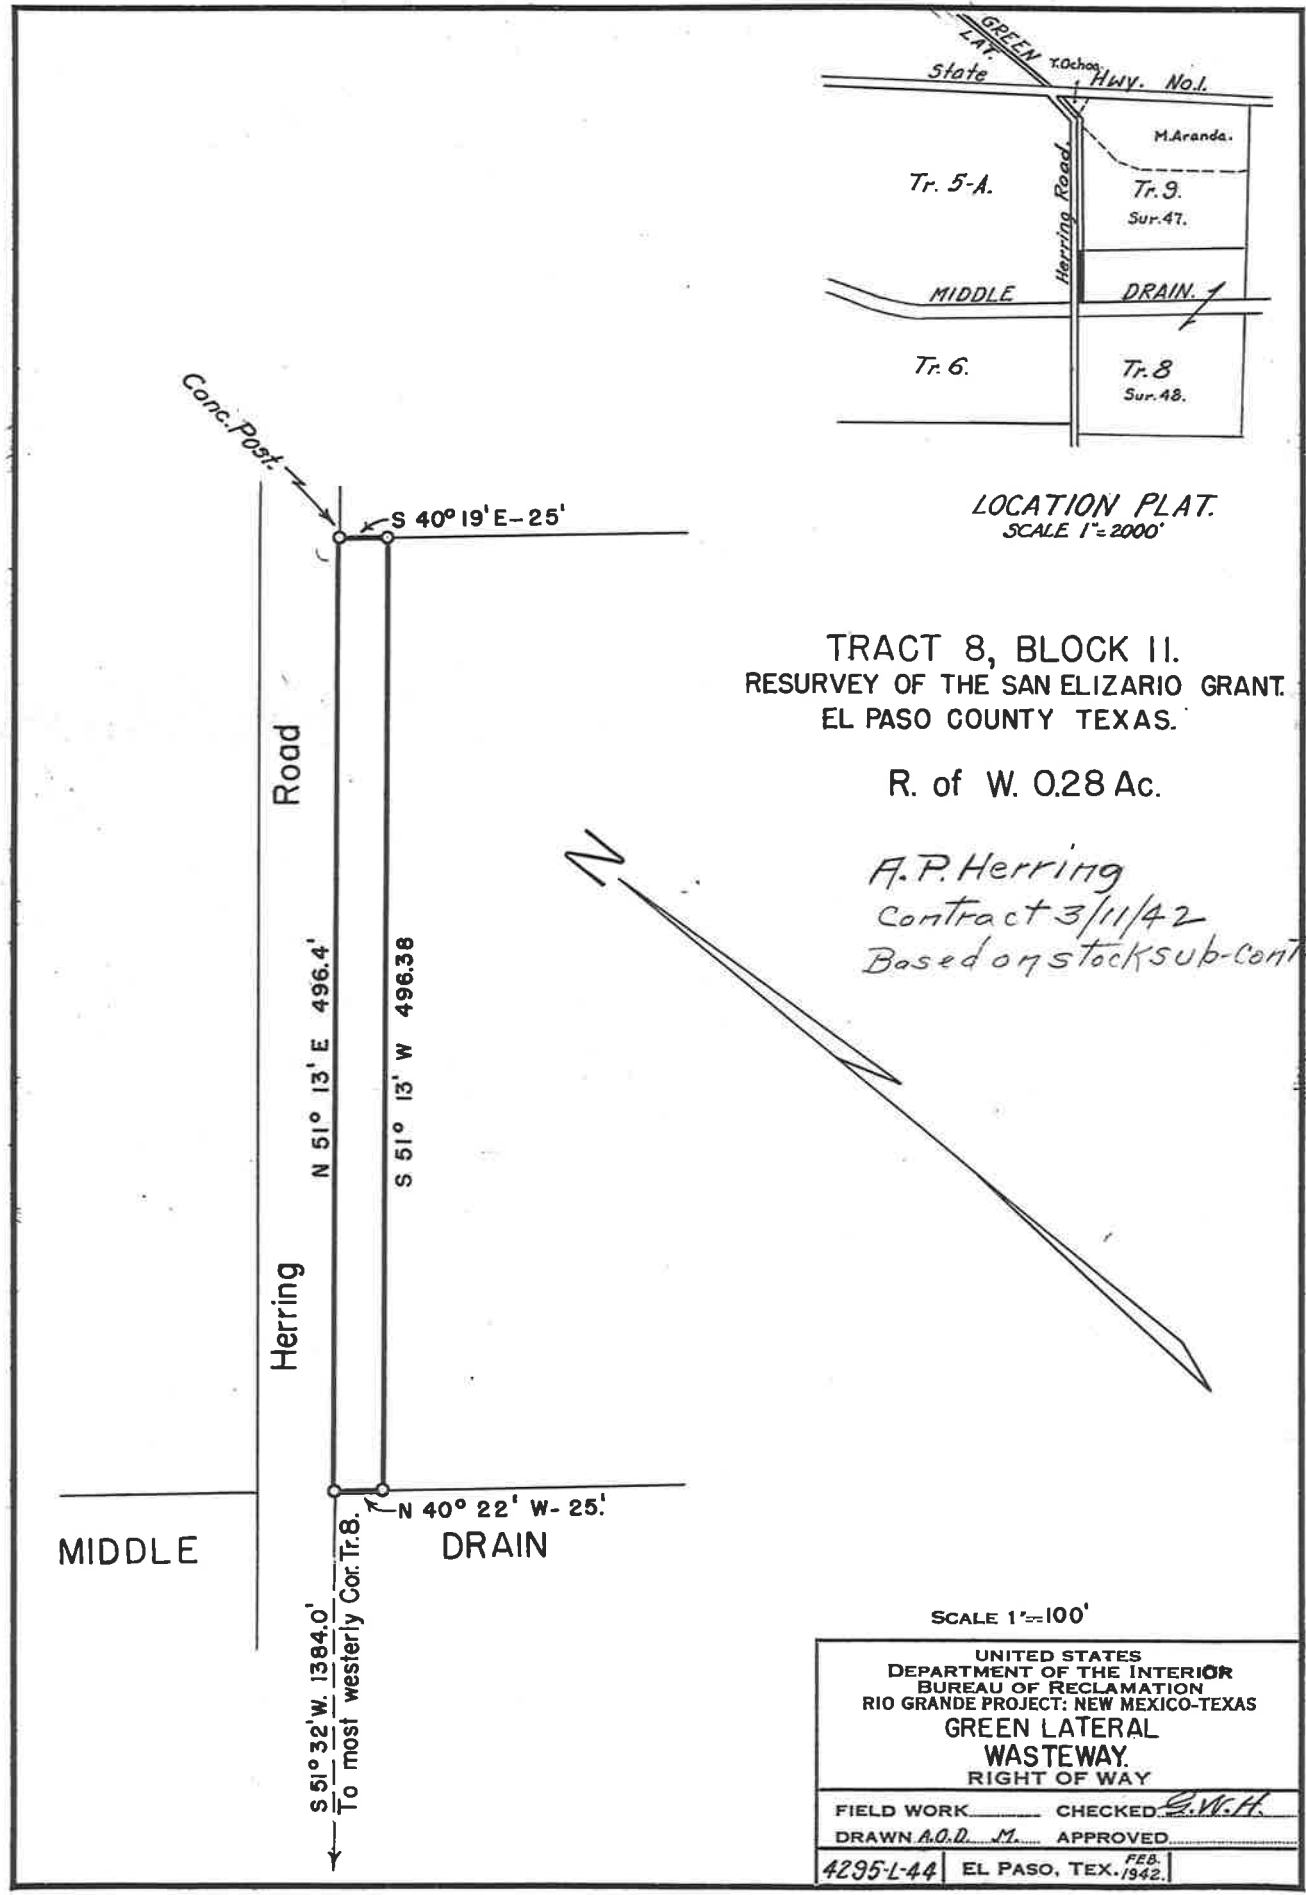 GREEN
LAT.
State
Y.Ochoa.
Hwy. No.1.
M.Aranda.
Tr. 5-A.
Herring Road.
Tr.9.
Sur.47.
MIDDLE
DRAIN.
Tr. 6.
Tr.8
Sur.48.
LOCATION PLAT.
SCALE 1"=2000'
Conc.Post.
S 40° 19' E-25'
TRACT 8, BLOCK 11.
RESURVEY OF THE SAN ELIZARIO GRANT.
EL PASO COUNTY TEXAS.
R. of W. 0.28 Ac.
A.P. Herring
Contract 3/11/42
Based on stock sub-Cont
N
Herring Road
N 51° 13' E 496.4'
S 51° 13' W 496.38
N 40° 22' W- 25.'
MIDDLE
DRAIN
S 51° 32' W. 1384.0'
To most westerly Cor. Tr. 8.
SCALE 1"=100'
UNITED STATES
DEPARTMENT OF THE INTERIOR
BUREAU OF RECLAMATION
RIO GRANDE PROJECT: NEW MEXICO-TEXAS
GREEN LATERAL
WASTEWAY.
RIGHT OF WAY
FIELD WORK CHECKED G.W.H.
DRAWN A.O.D. M. APPROVED
4295-L-44 EL PASO, TEX. FEB. 1942.